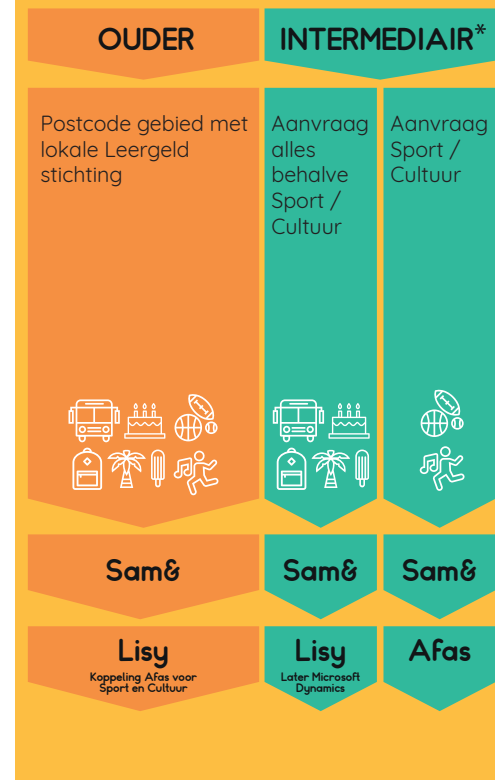 OUDER
INTERMEDIAIR*
Postcode gebied met
lokale Leergeld
stichting
Aanvraag
alles
behalve
Sport /
Cultuur
Aanvraag
Sport /
Cultuur
Sam&
Sam&
Sam&
Lisy
Koppeling Afas voor
Sport en Cultuur
Lisy
Later Microsoft
Dynamics
Afas